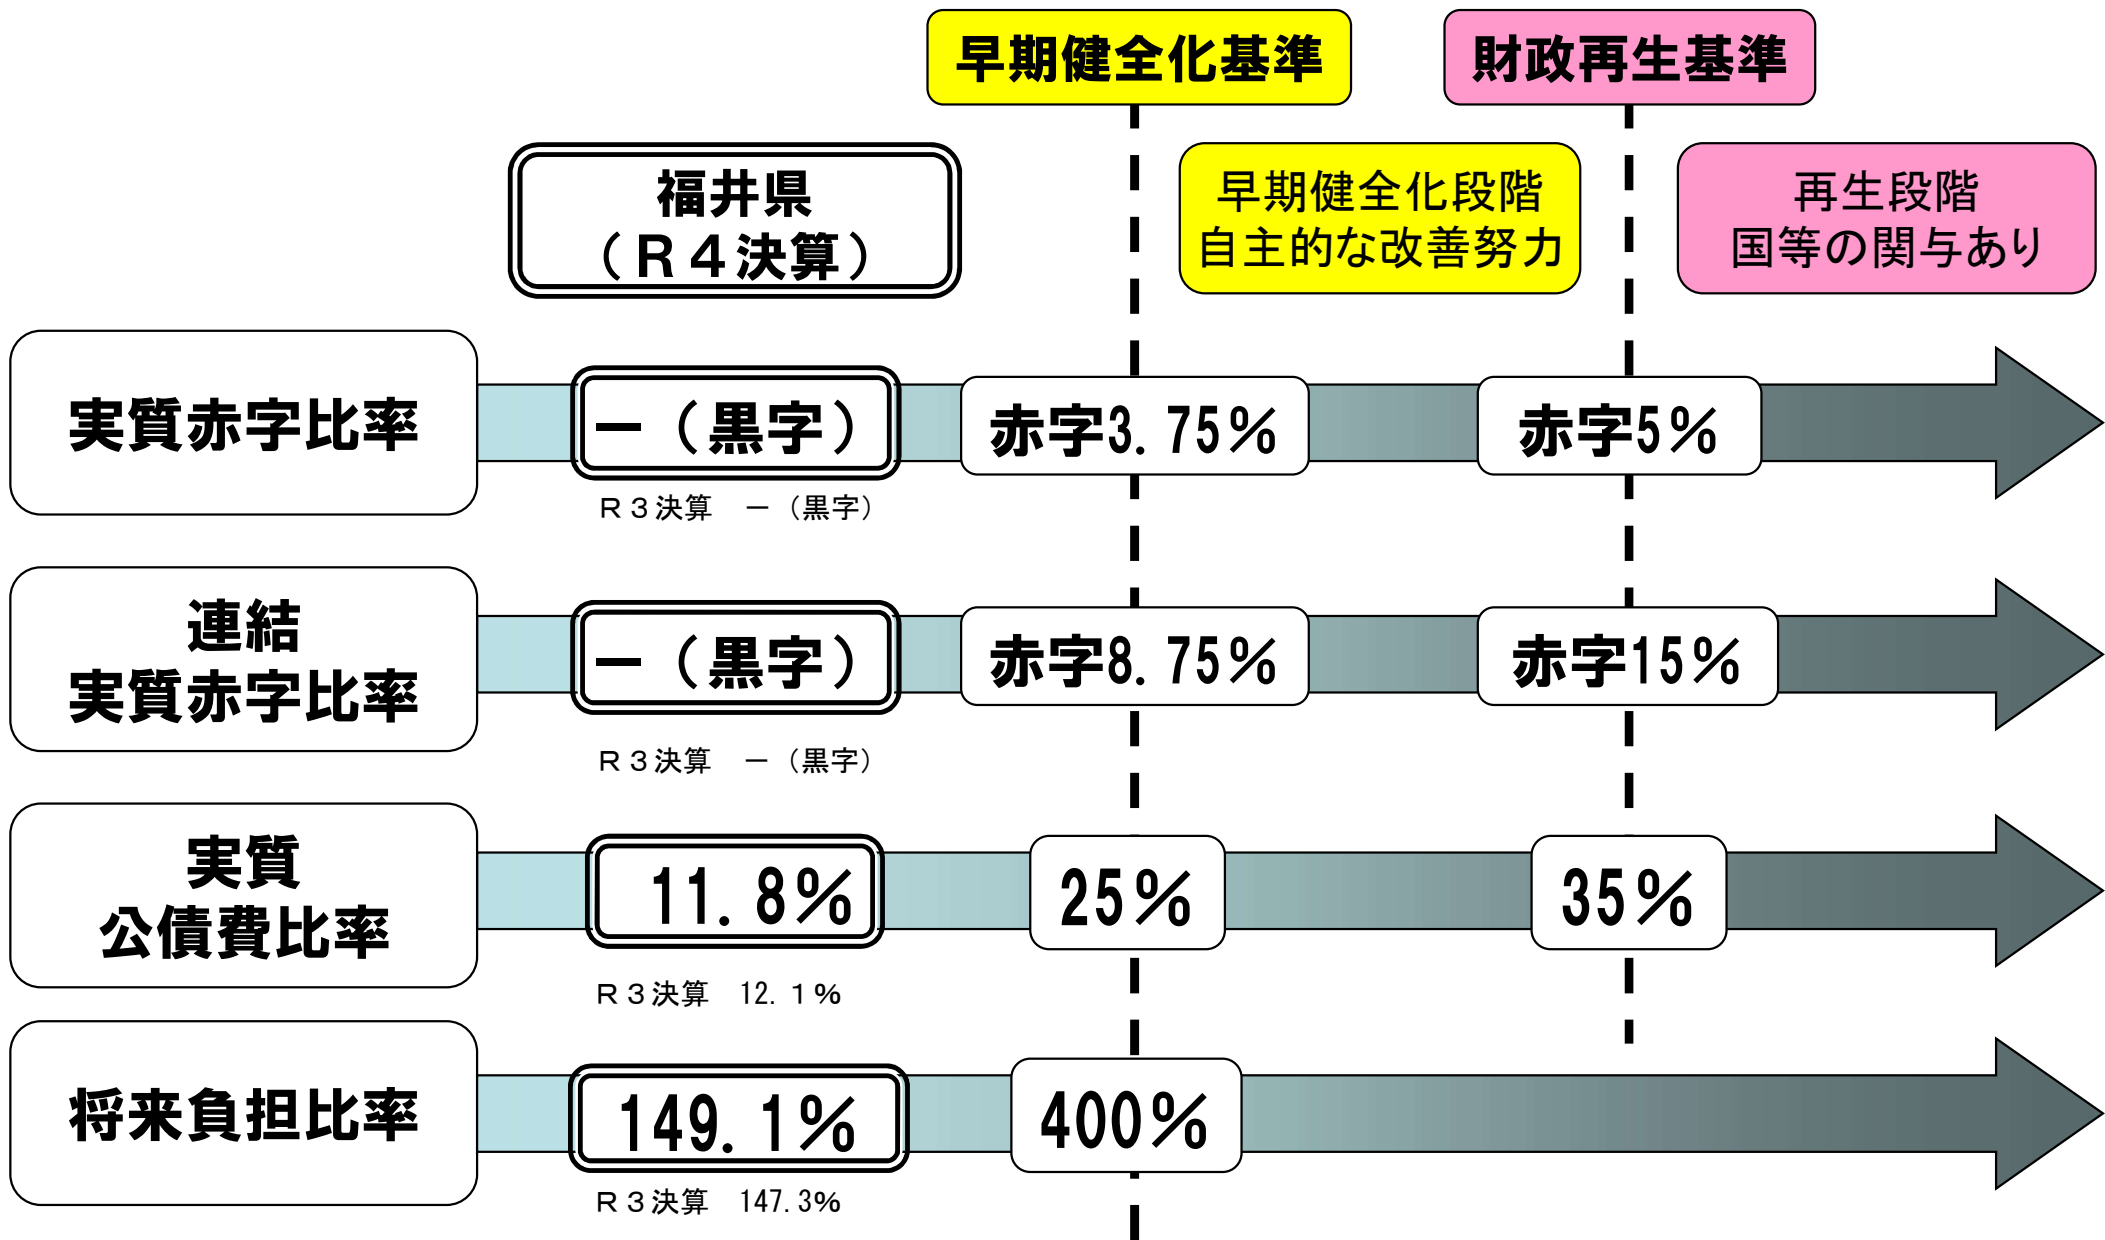 早期健全化基準
財政再生基準
福井県
（Ｒ４決算）
早期健全化段階
自主的な改善努力
再生段階
国等の関与あり
実質赤字比率
－（黒字）
赤字3．75％
赤字5％
Ｒ３決算　－（黒字）
連結
実質赤字比率
－（黒字）
赤字8．75％
赤字15％
Ｒ３決算　－（黒字）
実質
公債費比率
11．8％
25％
35％
Ｒ３決算　12．１％
将来負担比率
149．1％
400％
Ｒ３決算　147.3％